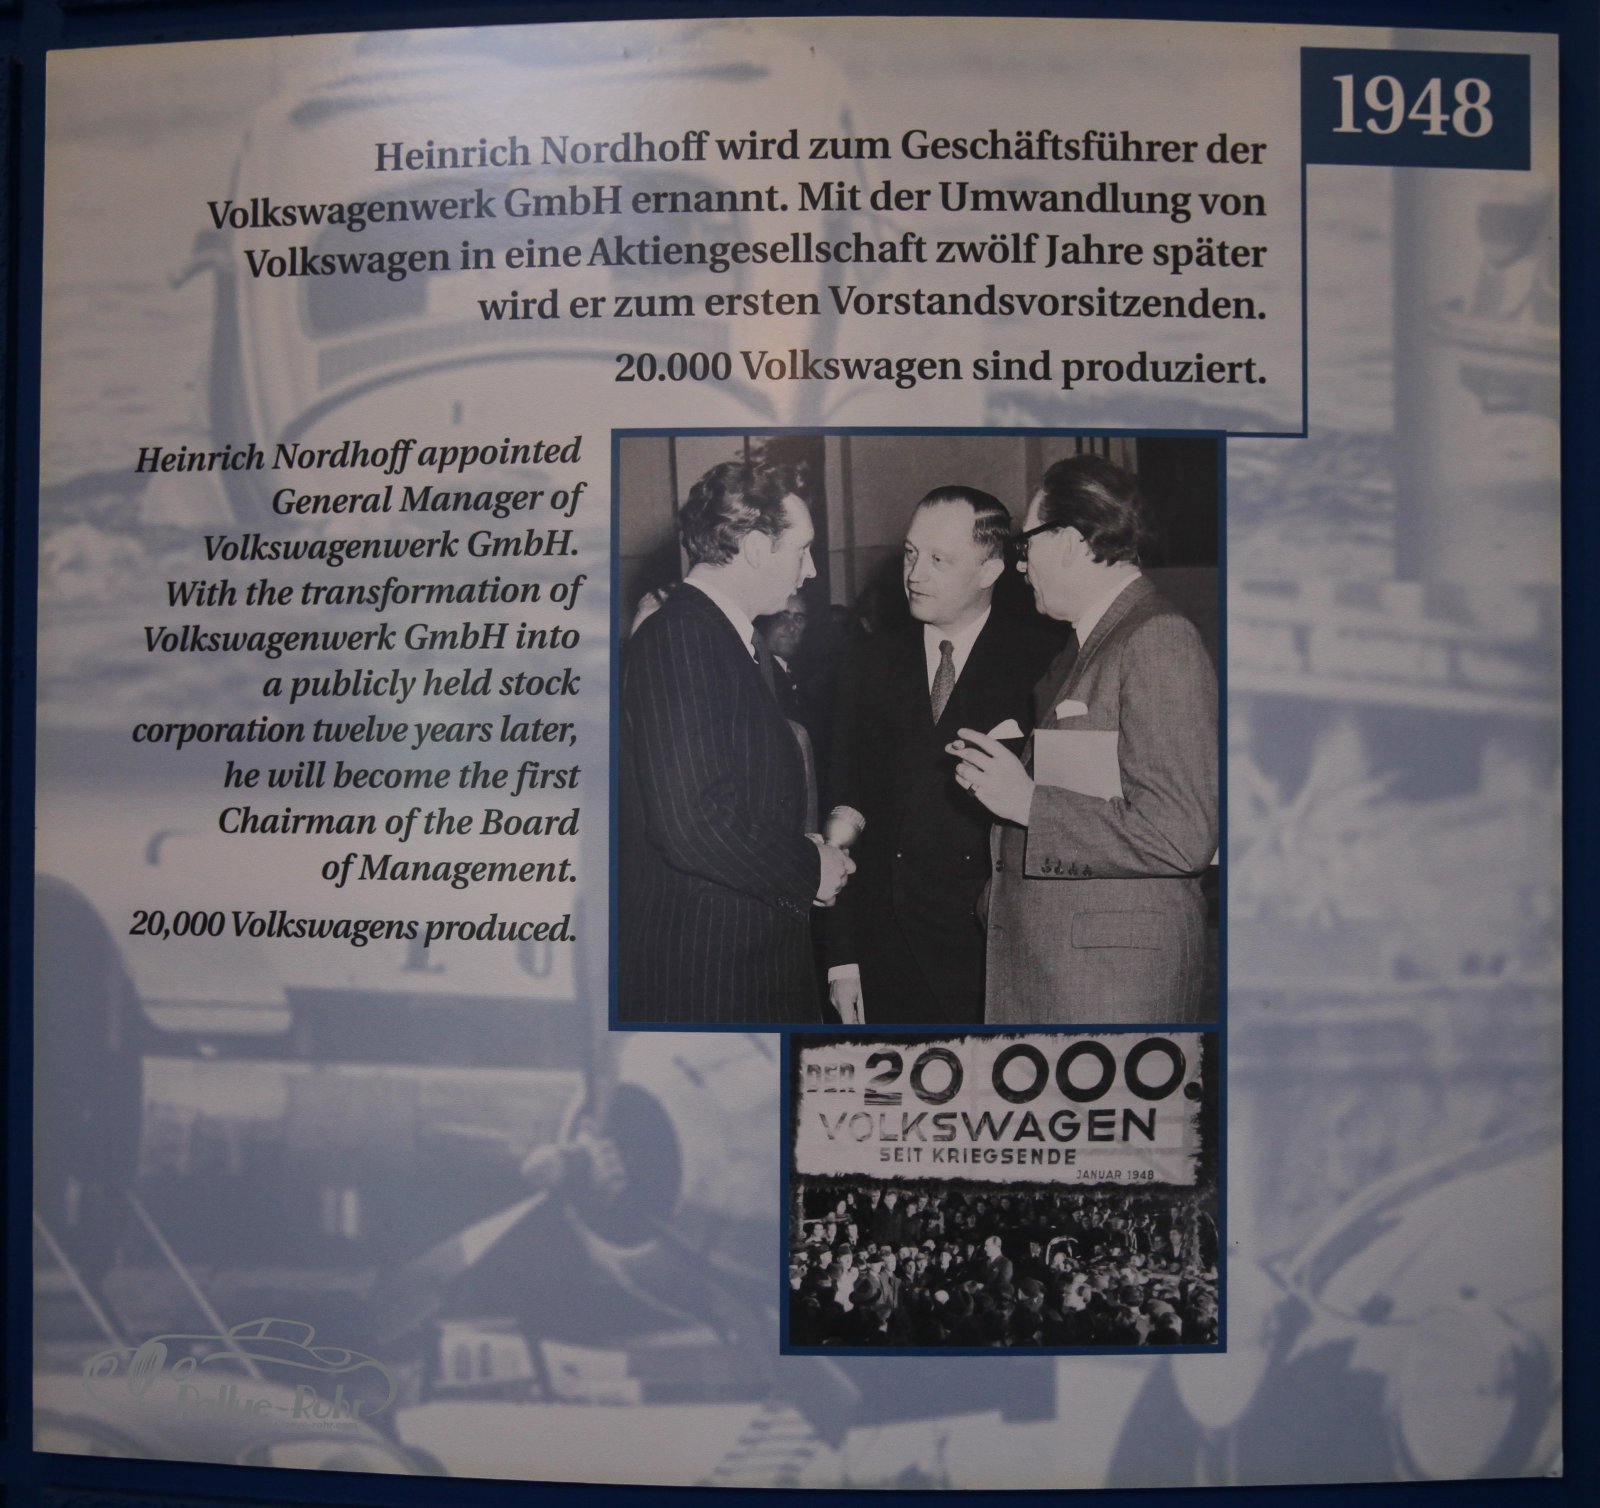 1948
Heinrich Nordhoff wird zum Geschäftsführer der
Volkswagenwerk GmbH ernannt. Mit der Umwandlung von
Volkswagen in eine Aktiengesellschaft zwölf Jahre später
wird er zum ersten Vorstandsvorsitzenden.
20.000 Volkswagen sind produziert.
Heinrich Nordhoff appointed
General Manager of
Volkswagenwerk GmbH.
With the transformation of
Volkswagenwerk GmbH into
a publicly held stock
corporation twelve years later,
he will become the first
Chairman of the Board
of Management.
20,000 Volkswagens produced.
DER 20 000.
VOLKSWAGEN
SEIT KRIEGSENDE
JANUAR 1948
Rallye-Rohr